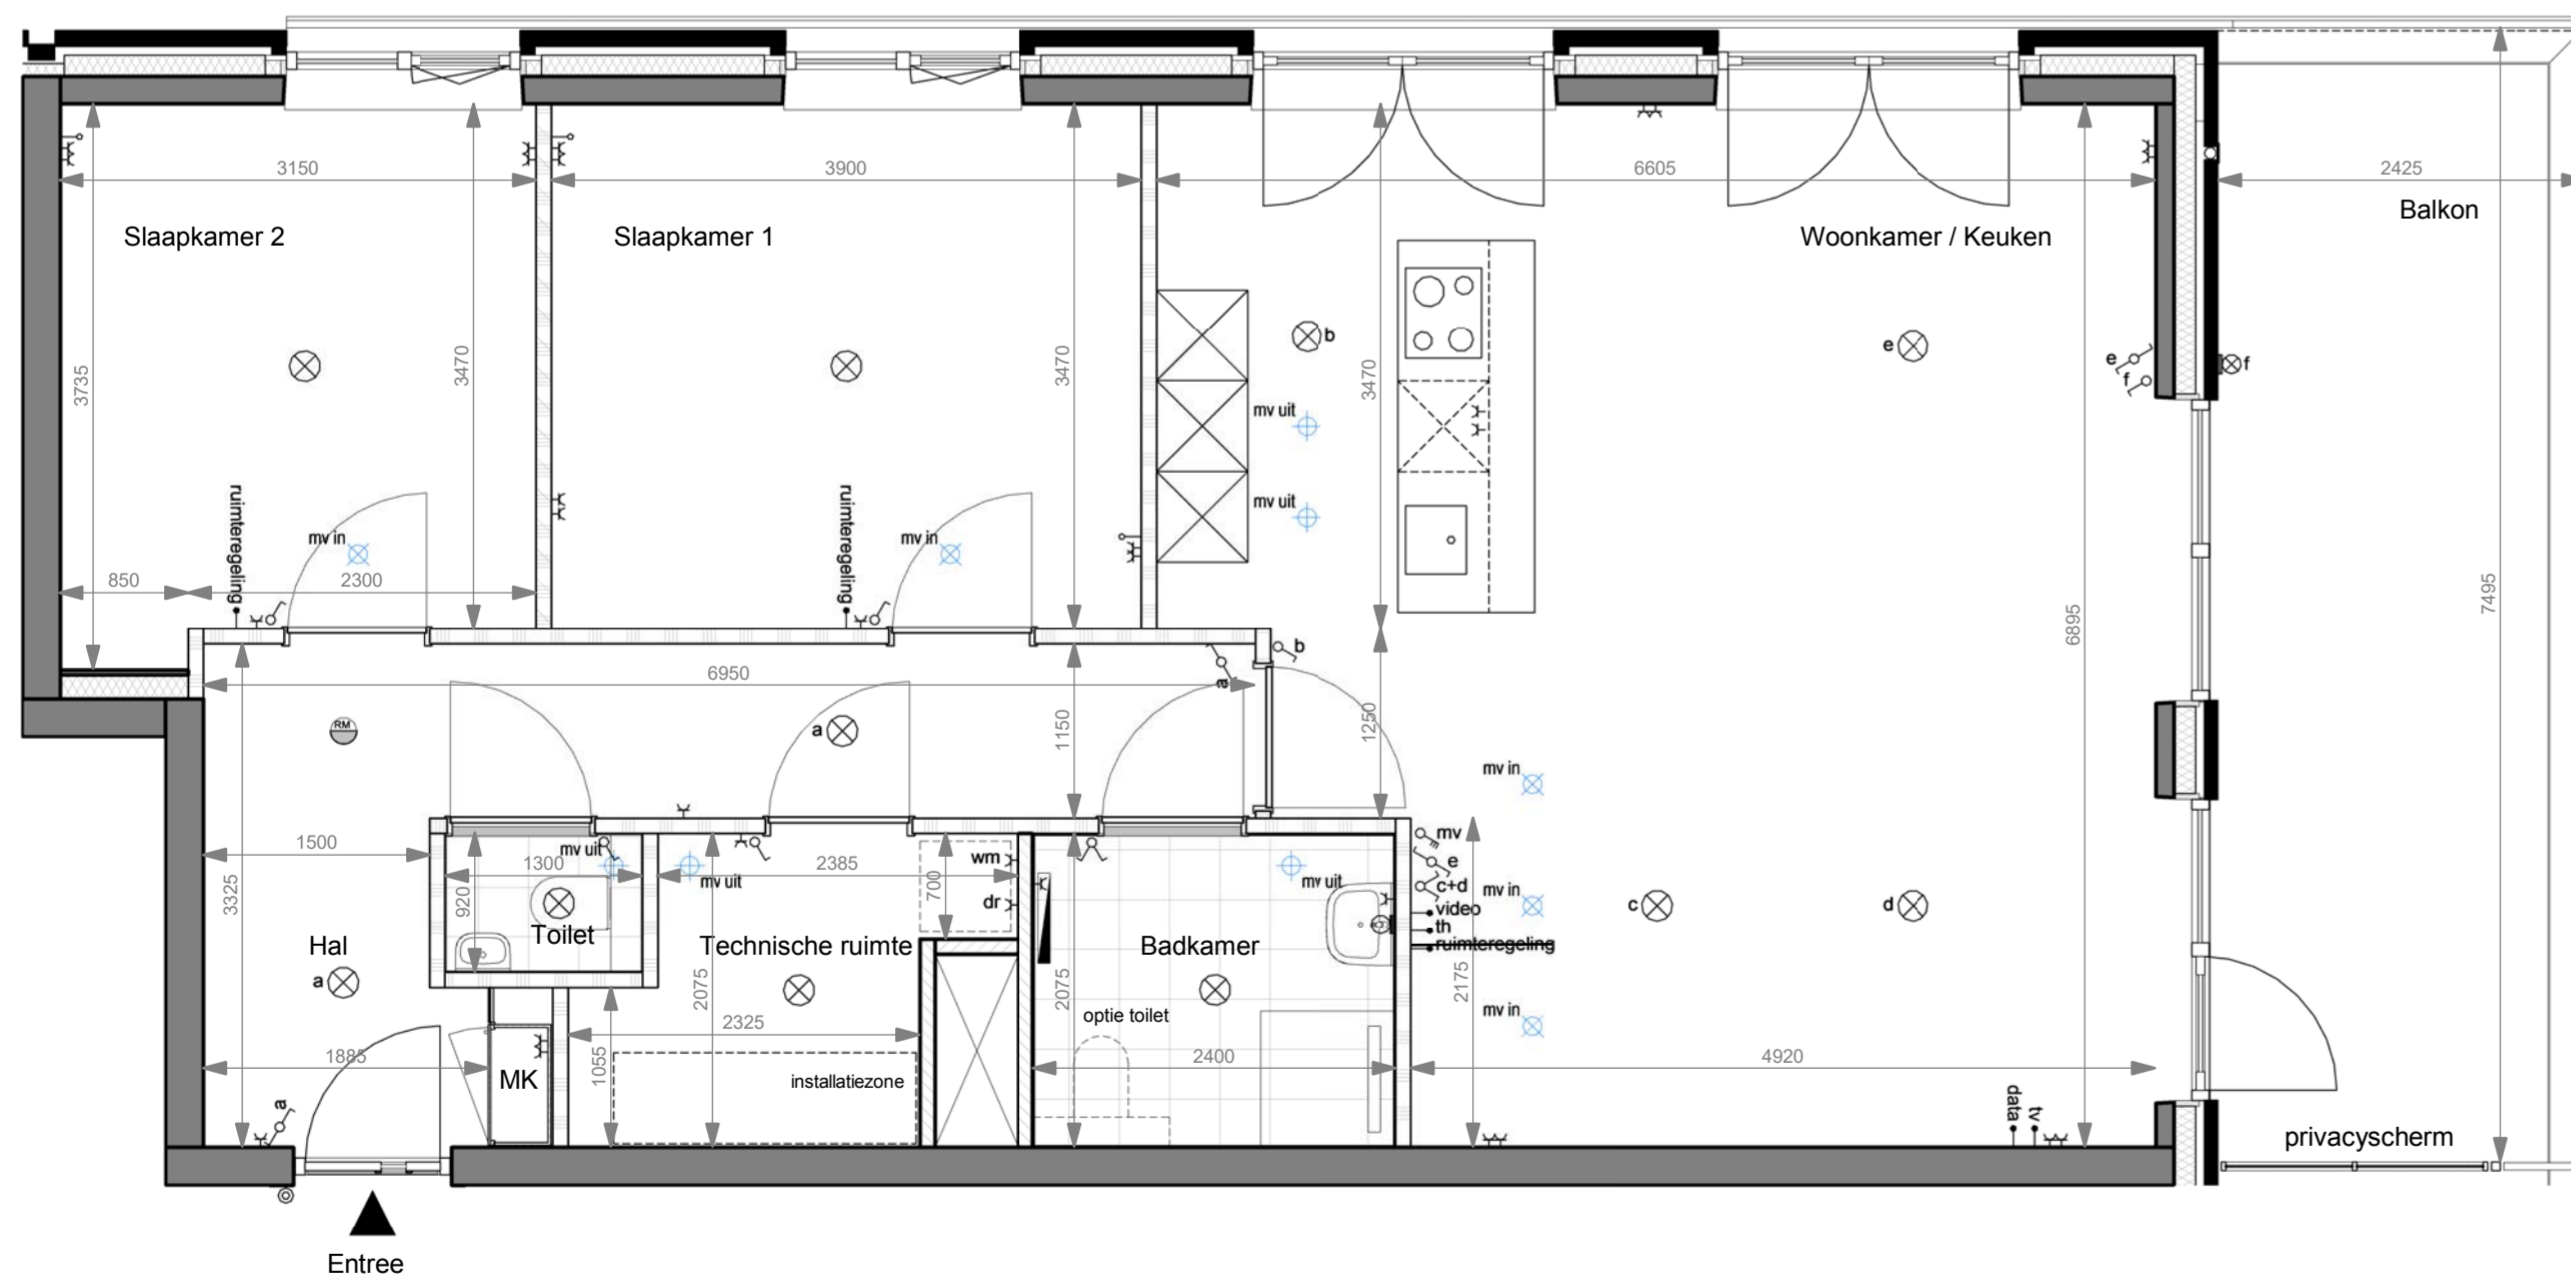 3150
3900
6605
2425
Balkon
Slaapkamer 2
Slaapkamer 1
Woonkamer / Keuken
b
e
e
f
f
3735
3470
3470
3470
mv uit
mv uit
ruimteregeling
mv in
ruimteregeling
mv in
850
2300
7495
6895
b
a
6950
RM
a
1150
1250
mv in
1500
3325
mv uit
1300
920
Toilet
mv uit
2385
wm
700
dr
mv uit
mv
e
c+d
video
th
ruimteregeling
mv in
c
d
Hal
a
Technische ruimte
2075
Badkamer
2075
2175
mv in
optie toilet
2325
1055
installatiezone
2400
4920
1885
MK
a
data
tv
privacyscherm
Entree